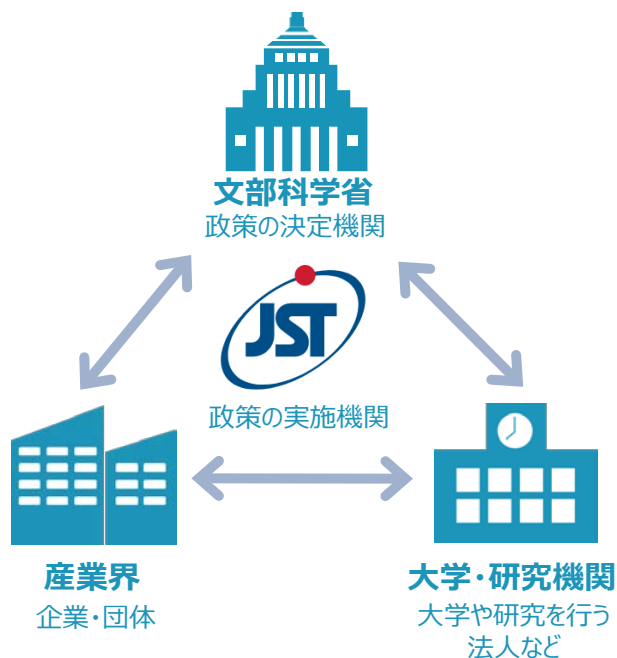 文部科学省
政策の決定機関
JST
政策の実施機関
産業界
企業・団体
大学・研究機関
大学や研究を行う
法人など